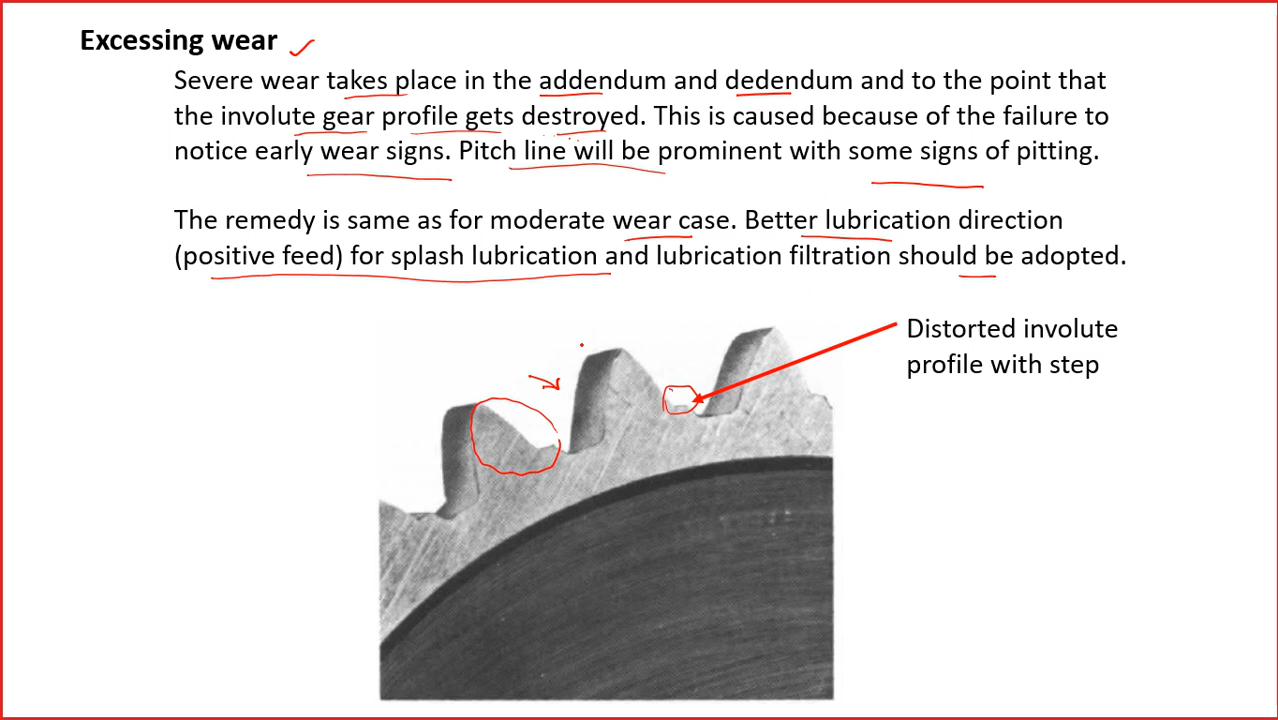 Excessing wear
Severe wear takes place in the addendum and dedendum and to the point that
the involute gear profile gets destroyed. This is caused because of the failure to
notice early wear signs. Pitch line will be prominent with some signs of pitting.
The remedy is same as for moderate wear case. Better lubrication direction
(positive feed) for splash lubrication and lubrication filtration should be adopted.
Distorted involute
profile with step